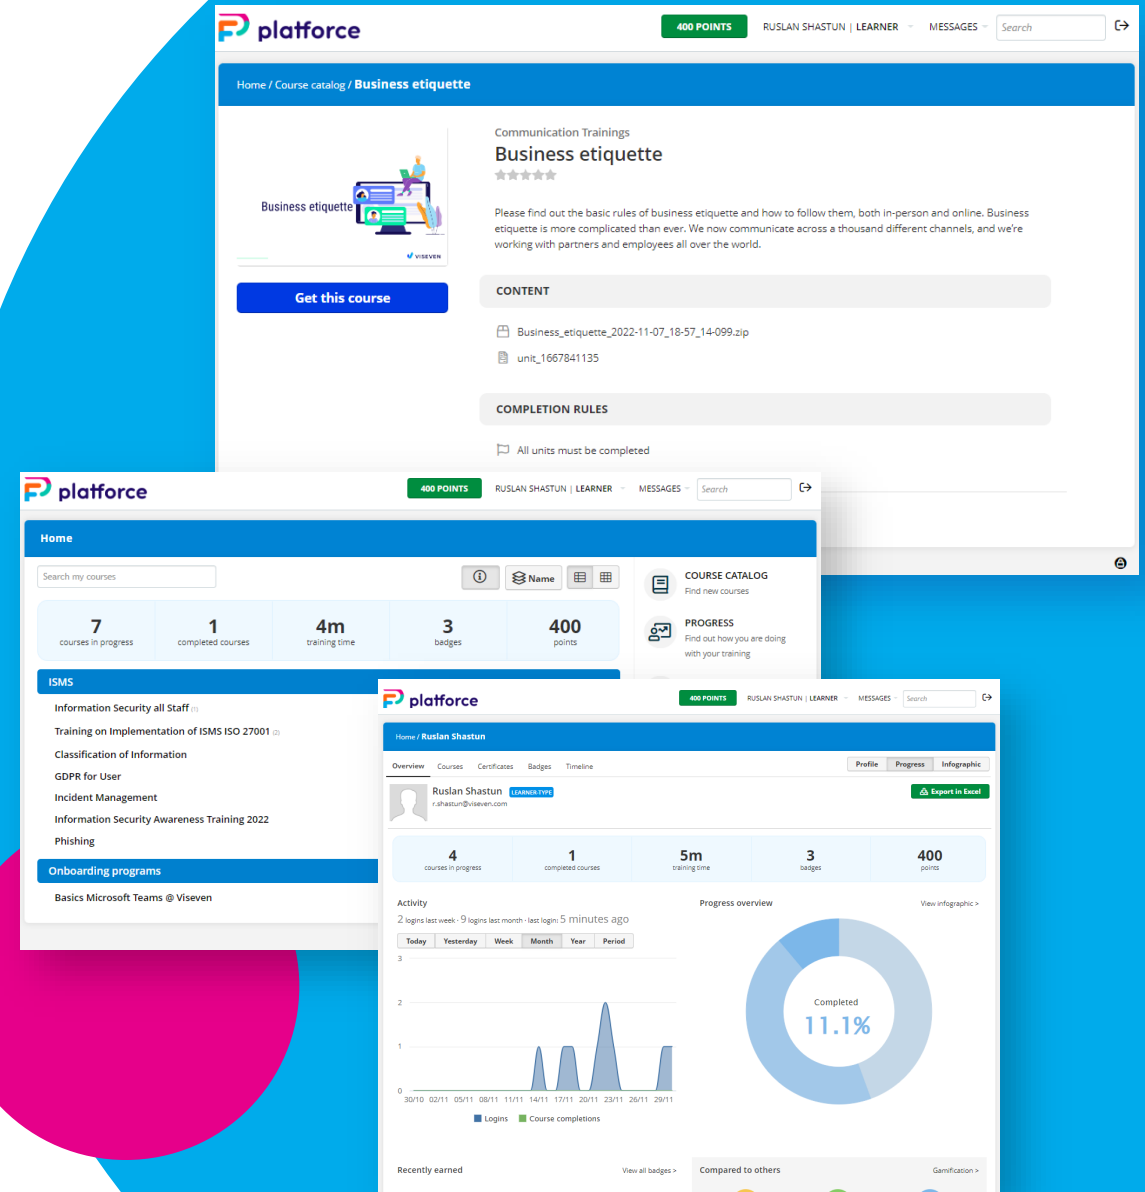 platforce
400 POINTS RUSLAN SHASTUN | LEARNER MESSAGES Search
Home / Course catalog / Business etiquette
Business etiquette
VISEVEN
Get this course
Communication Trainings
Business etiquette
Please find out the basic rules of business etiquette and how to follow them, both in-person and online. Business
etiquette is more complicated than ever. We now communicate across a thousand different channels, and we're
working with partners and employees all over the world.
CONTENT
Business_etiquette_2022-11-07_18-57_14-099.zip
unit_1667841135
COMPLETION RULES
All units must be completed
platforce
400 POINTS RUSLAN SHASTUN | LEARNER MESSAGES Search
Home
Search my courses
Name
7 1 4m 3 400
courses in progress completed courses training time badges points
COURSE CATALOG
Find new courses
PROGRESS
Find out how you are doing
with your training
ISMS
Information Security all Staff (1)
Training on Implementation of ISMS ISO 27001 (2)
Classification of Information
GDPR for User
Incident Management
Information Security Awareness Training 2022
Phishing
Onboarding programs
Basics Microsoft Teams @ Viseven
platforce
400 POINTS RUSLAN SHASTUN | LEARNER MESSAGES Search
Home / Ruslan Shastun
Overview Courses Certificates Badges Timeline
Profile Progress Infographic
Ruslan Shastun LEARNER-TYPE
r.shastun@viseven.com
Export in Excel
4 1 5m 3 400
courses in progress completed courses training time badges points
Activity
2 logins last week · 9 logins last month · last login: 5 minutes ago
Today Yesterday Week Month Year Period
3
2
1
0
30/10 02/11 05/11 08/11 11/11 14/11 17/11 20/11 23/11 26/11 29/11
Logins Course completions
Progress overview View infographic >
Completed
11.1%
Recently earned View all badges >
Compared to others Gamification >